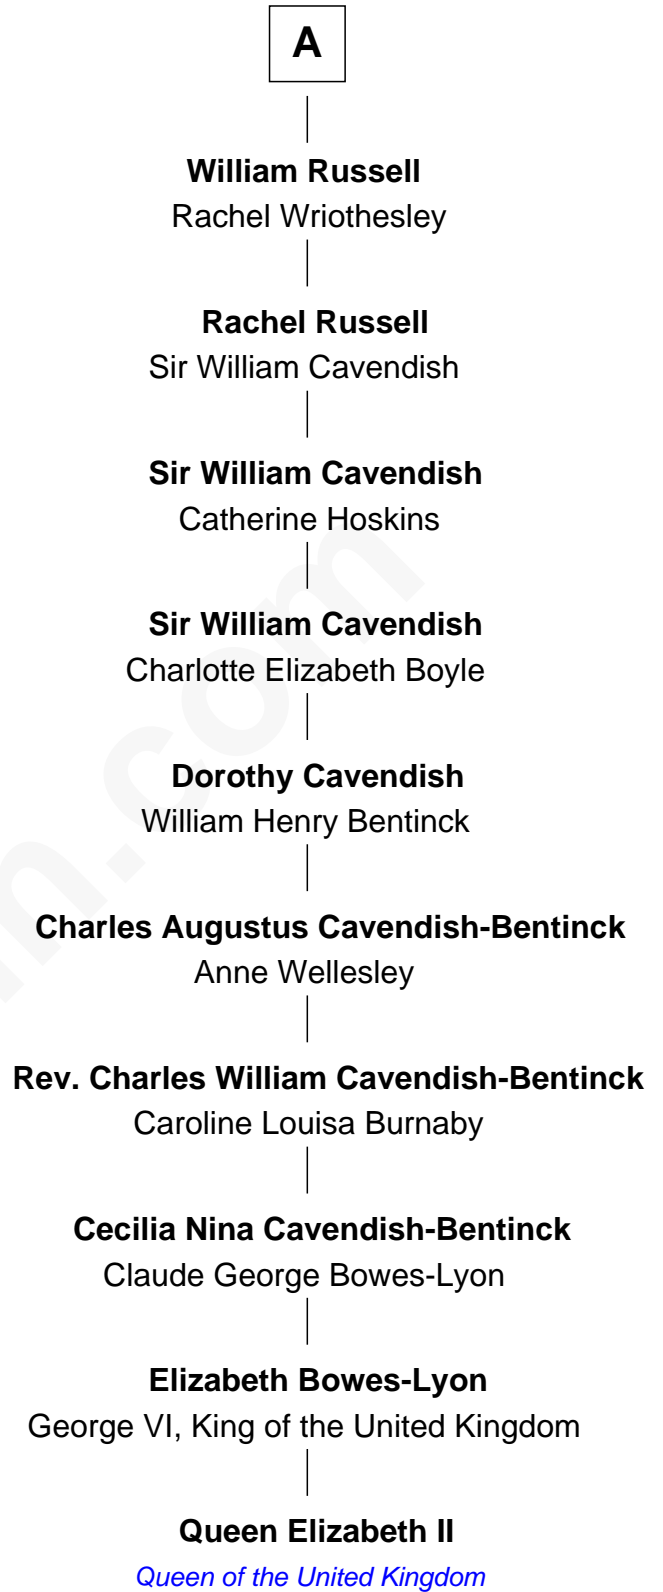 A
William Russell
Rachel Wriothesley
Rachel Russell
Sir William Cavendish
Sir William Cavendish
Catherine Hoskins
Sir William Cavendish
Charlotte Elizabeth Boyle
Dorothy Cavendish
William Henry Bentinck
Charles Augustus Cavendish-Bentinck
Anne Wellesley
Rev. Charles William Cavendish-Bentinck
Caroline Louisa Burnaby
Cecilia Nina Cavendish-Bentinck
Claude George Bowes-Lyon
Elizabeth Bowes-Lyon
George VI, King of the United Kingdom
Queen Elizabeth II
Queen of the United Kingdom